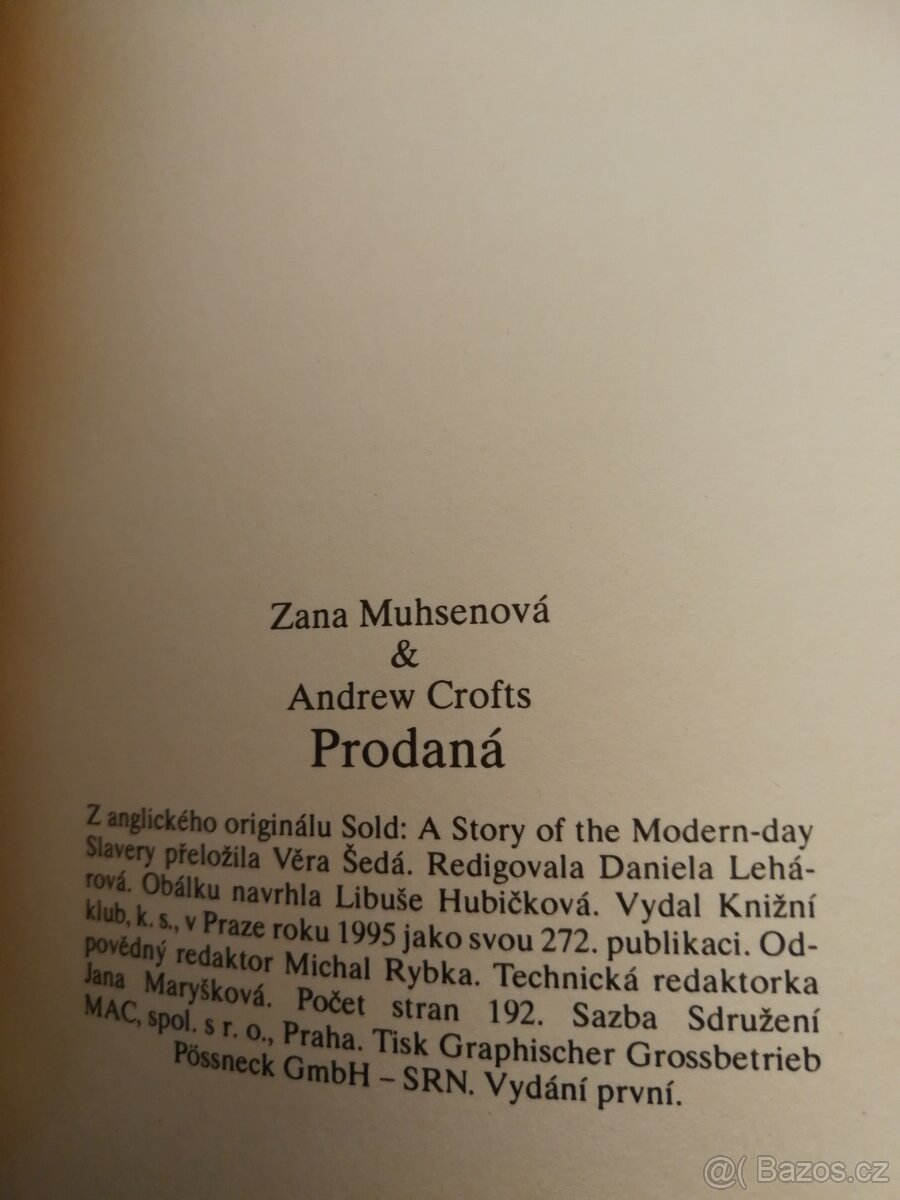 Zana Muhsenová
&
Andrew Crofts
Prodaná
Z anglického originálu Sold: A Story of the Modern-day
Slavery přeložila Věra Šedá. Redigovala Daniela Lehá-
rová. Obálku navrhla Libuše Hubičková. Vydal Knižní
klub, k. s., v Praze roku 1995 jako svou 272. publikaci. Od-
povědný redaktor Michal Rybka. Technická redaktorka
Jana Maryšková. Počet stran 192. Sazba Sdružení
MAC, spol. s r. o., Praha. Tisk Graphischer Grossbetrieb
Pössneck GmbH – SRN. Vydání první.
@( Bazos.cz